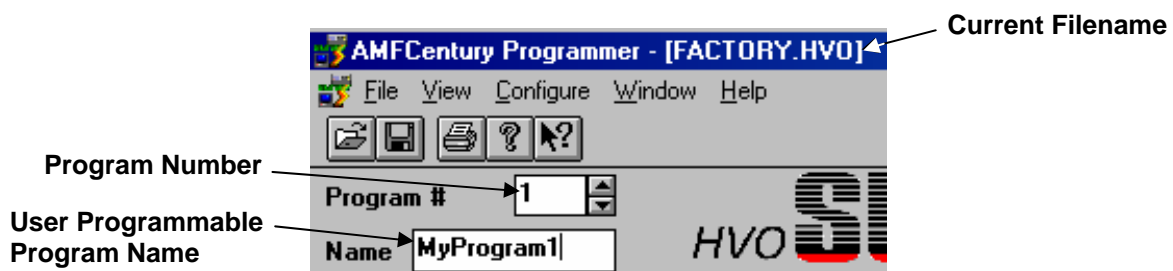 Current Filename
AMFCentury Programmer - [FACTORY.HVO]
File View Configure Window Help
Program Number
Program # 1
User Programmable
Program Name
Name MyProgram1
HVO